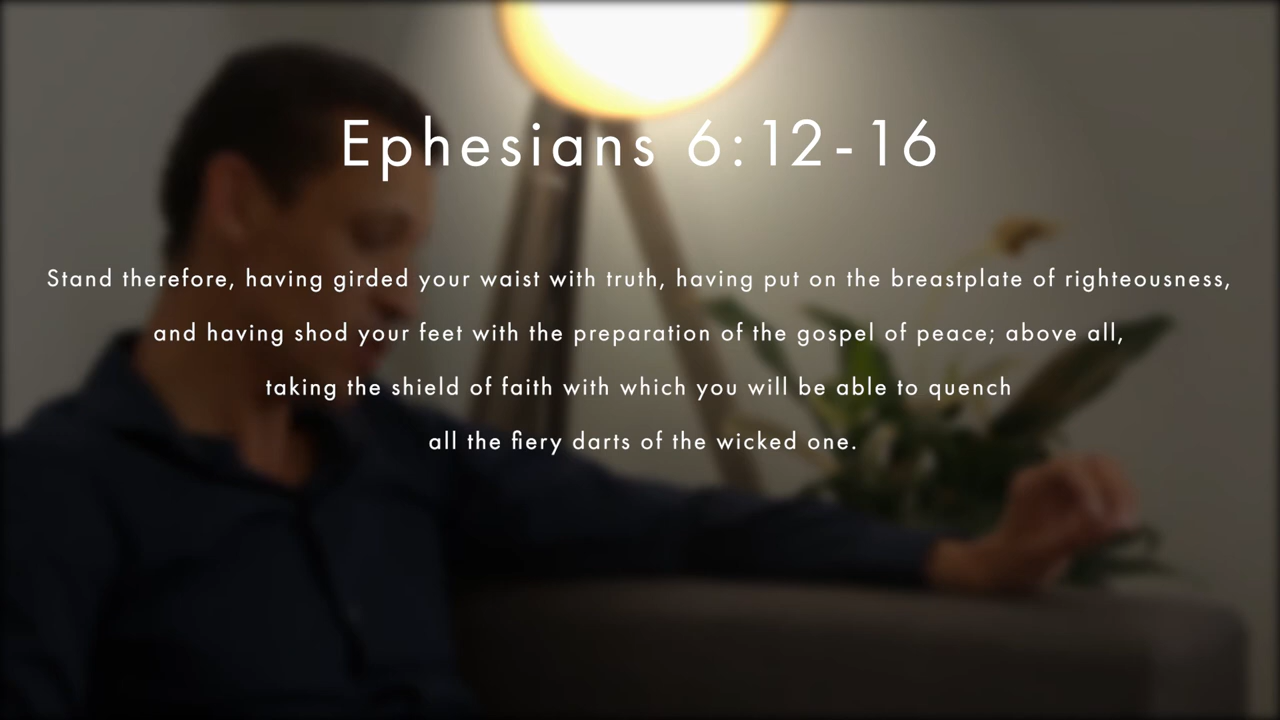 Ephesians 6:12-16
Stand therefore, having girded your waist with truth, having put on the breastplate of righteousness,
and having shod your feet with the preparation of the gospel of peace; above all,
taking the shield of faith with which you will be able to quench
all the fiery darts of the wicked one.